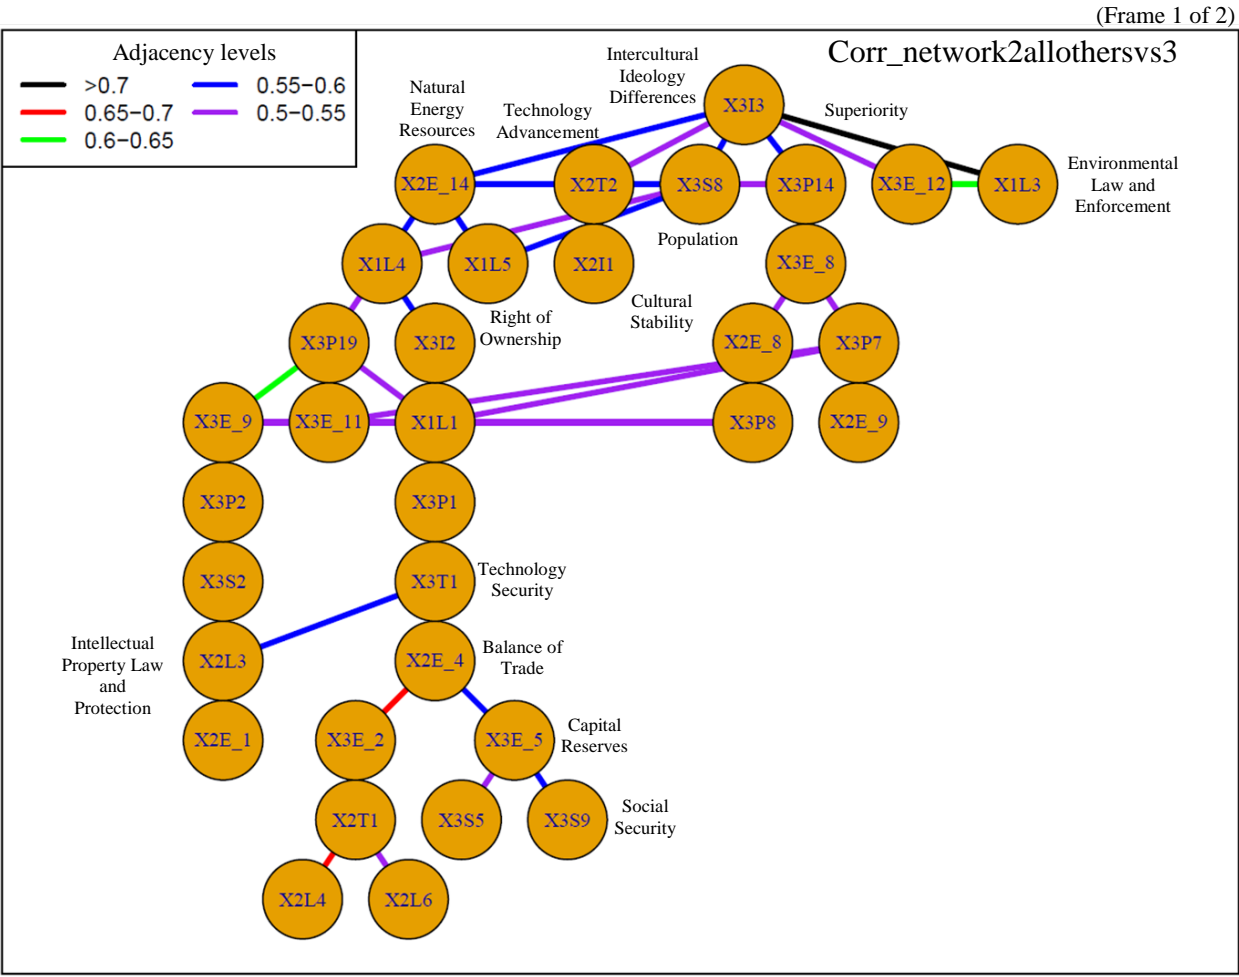 (Frame 1 of 2)
Corr_network2allothersvs3
Adjacency levels
>0.7
0.65−0.7
0.6−0.65
0.55−0.6
0.5−0.55
Intercultural
Ideology
Differences
X3I3
Superiority
Natural
Energy
Resources
Technology
Advancement
X2E_14
X2T2
X3S8
X3P14
X3E_12
X1L3
Environmental
Law and
Enforcement
Population
X1L4
X1L5
X2I1
X3E_8
Right of
Ownership
Cultural
Stability
X3P19
X3I2
X2E_8
X3P7
X3E_9
X3E_11
X1L1
X3P8
X2E_9
X3P2
X3P1
X3S2
X3T1
Technology
Security
Intellectual
Property Law
and
Protection
X2L3
X2E_4
Balance of
Trade
X2E_1
X3E_2
X3E_5
Capital
Reserves
X2T1
X3S5
X3S9
Social
Security
X2L4
X2L6